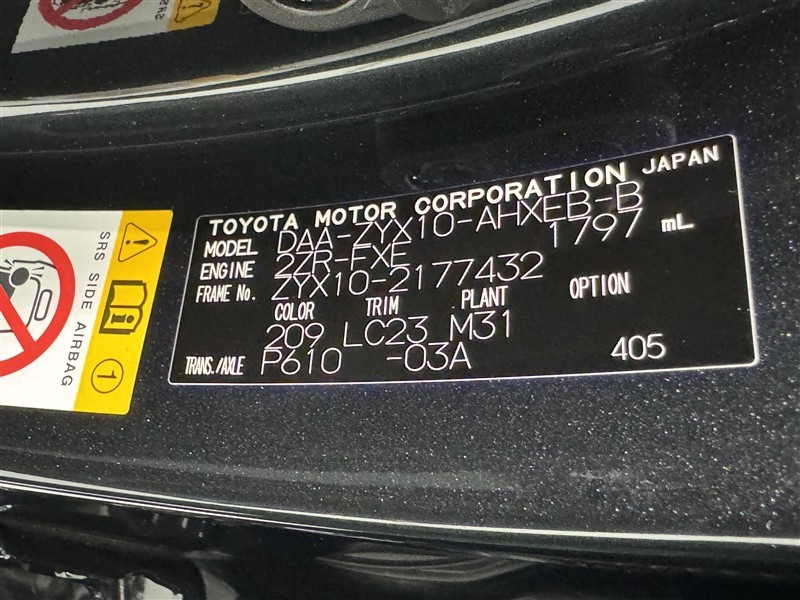 TOYOTA MOTOR CORPORATION JAPAN
MODEL DAA-ZYX10-AHXEB-B
ENGINE 2ZR-FXE 1797 mL
FRAME No. ZYX10-2177432
COLOR TRIM PLANT OPTION
209 LC23 M31
TRANS./AXLE P610 -03A 405
SRS SIDE AIRBAG
1